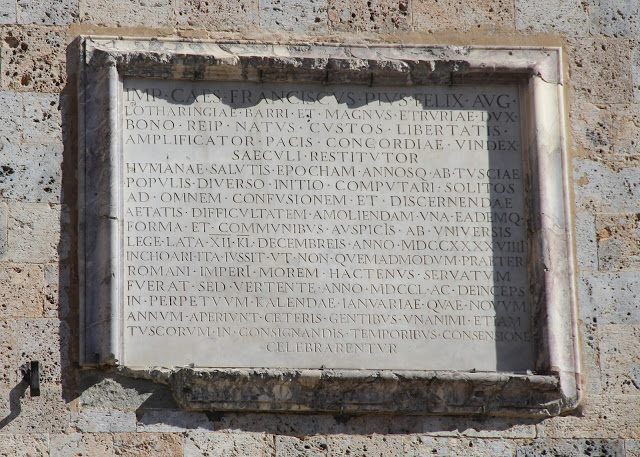 IMP · CAES · FRANCISCVS · PIVS · FELIX · AVG ·
LOTHARINGIAE · BARRI · ET · MAGNVS · ETRVRIAE · DVX
BONO · REIP · NATVS · CVSTOS · LIBERTATIS ·
AMPLIFICATOR · PACIS · CONCORDIAE · VINDEX
SAECVLI · RESTITVTOR
HVMANAE · SALVTIS · EPOCHAM · ANNOSQ · AB · TVSCIAE
POPVLIS · DIVERSO · INITIO · COMPVTARI · SOLITOS
AD · OMNEM · CONFVSIONEM · ET · DISCERNENDAE
AETATIS · DIFFICVLTATEM · AMOLIENDAM · VNA · EADEMQ
FORMA · ET · COMMVNIBVS · AVSPICIS · AB · VNIVERSIS
LEGE · LATA · XII · KL · DECEMBREIS · ANNO · MDCCXXXXVIIII
INCHOARI · ITA · IVSSIT · VT · NON · QVEMADMODVM · PRAETER
ROMANI · IMPERI · MOREM · HACTENVS · SERVATVM
FVERAT · SED · VERTENTE · ANNO · MDCCL · AC · DEINCEPS
IN · PERPETVVM · KALENDAE · IANVARIAE · QVAE · NOVVM
ANNVM · APERIVNT · CETERIS · GENTIBVS · VNANIMI · ETIAM
TVSCORVM · IN · CONSIGNANDIS · TEMPORIBVS · CONSENSIONE
CELEBRARENTVR